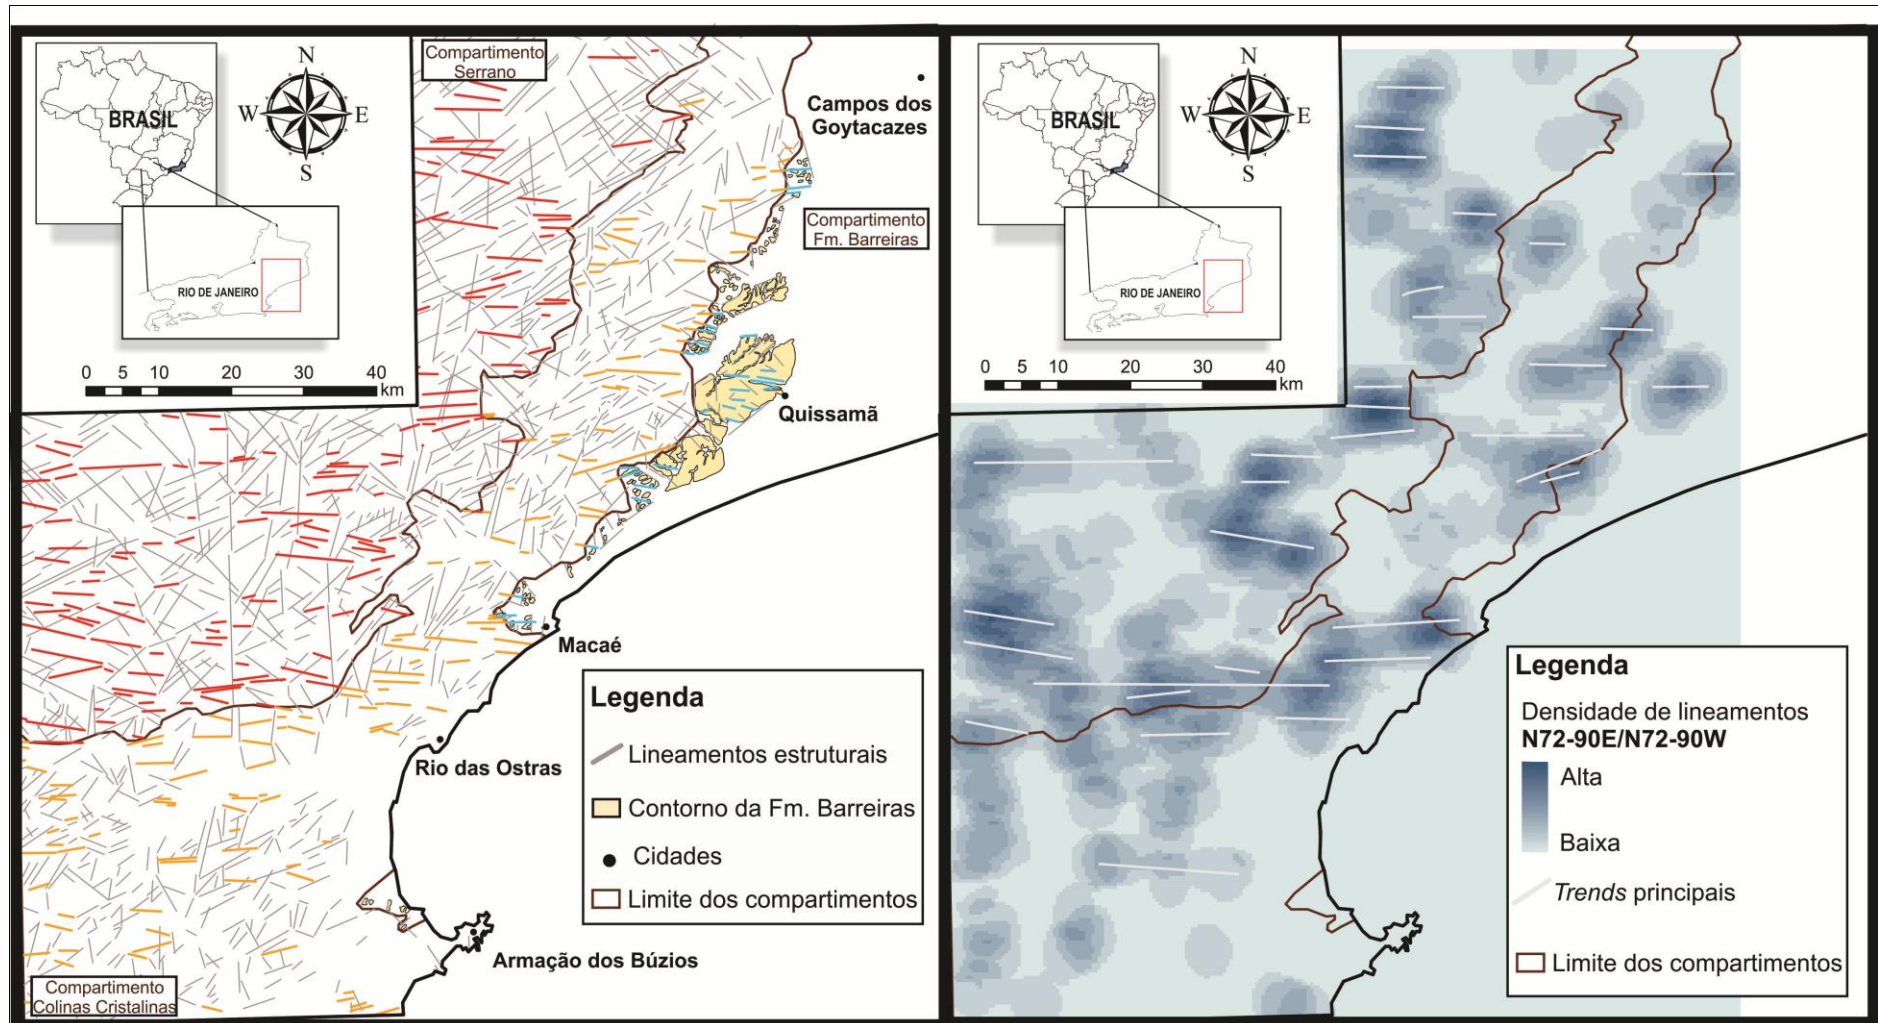 Compartimento
Serrano
N
W
E
S
BRASIL
RIO DE JANEIRO
0 5 10 20 30 40
km
Campos dos
Goytacazes
Compartimento
Fm. Barreiras
Quissamã
Macaé
Rio das Ostras
Armação dos Búzios
Compartimento
Colinas Cristalinas
Legenda
Lineamentos estruturais
Contorno da Fm. Barreiras
Cidades
Limite dos compartimentos
N
W
E
S
BRASIL
RIO DE JANEIRO
0 5 10 20 30 40
km
Legenda
Densidade de lineamentos
N72-90E/N72-90W
Alta
Baixa
Trends principais
Limite dos compartimentos